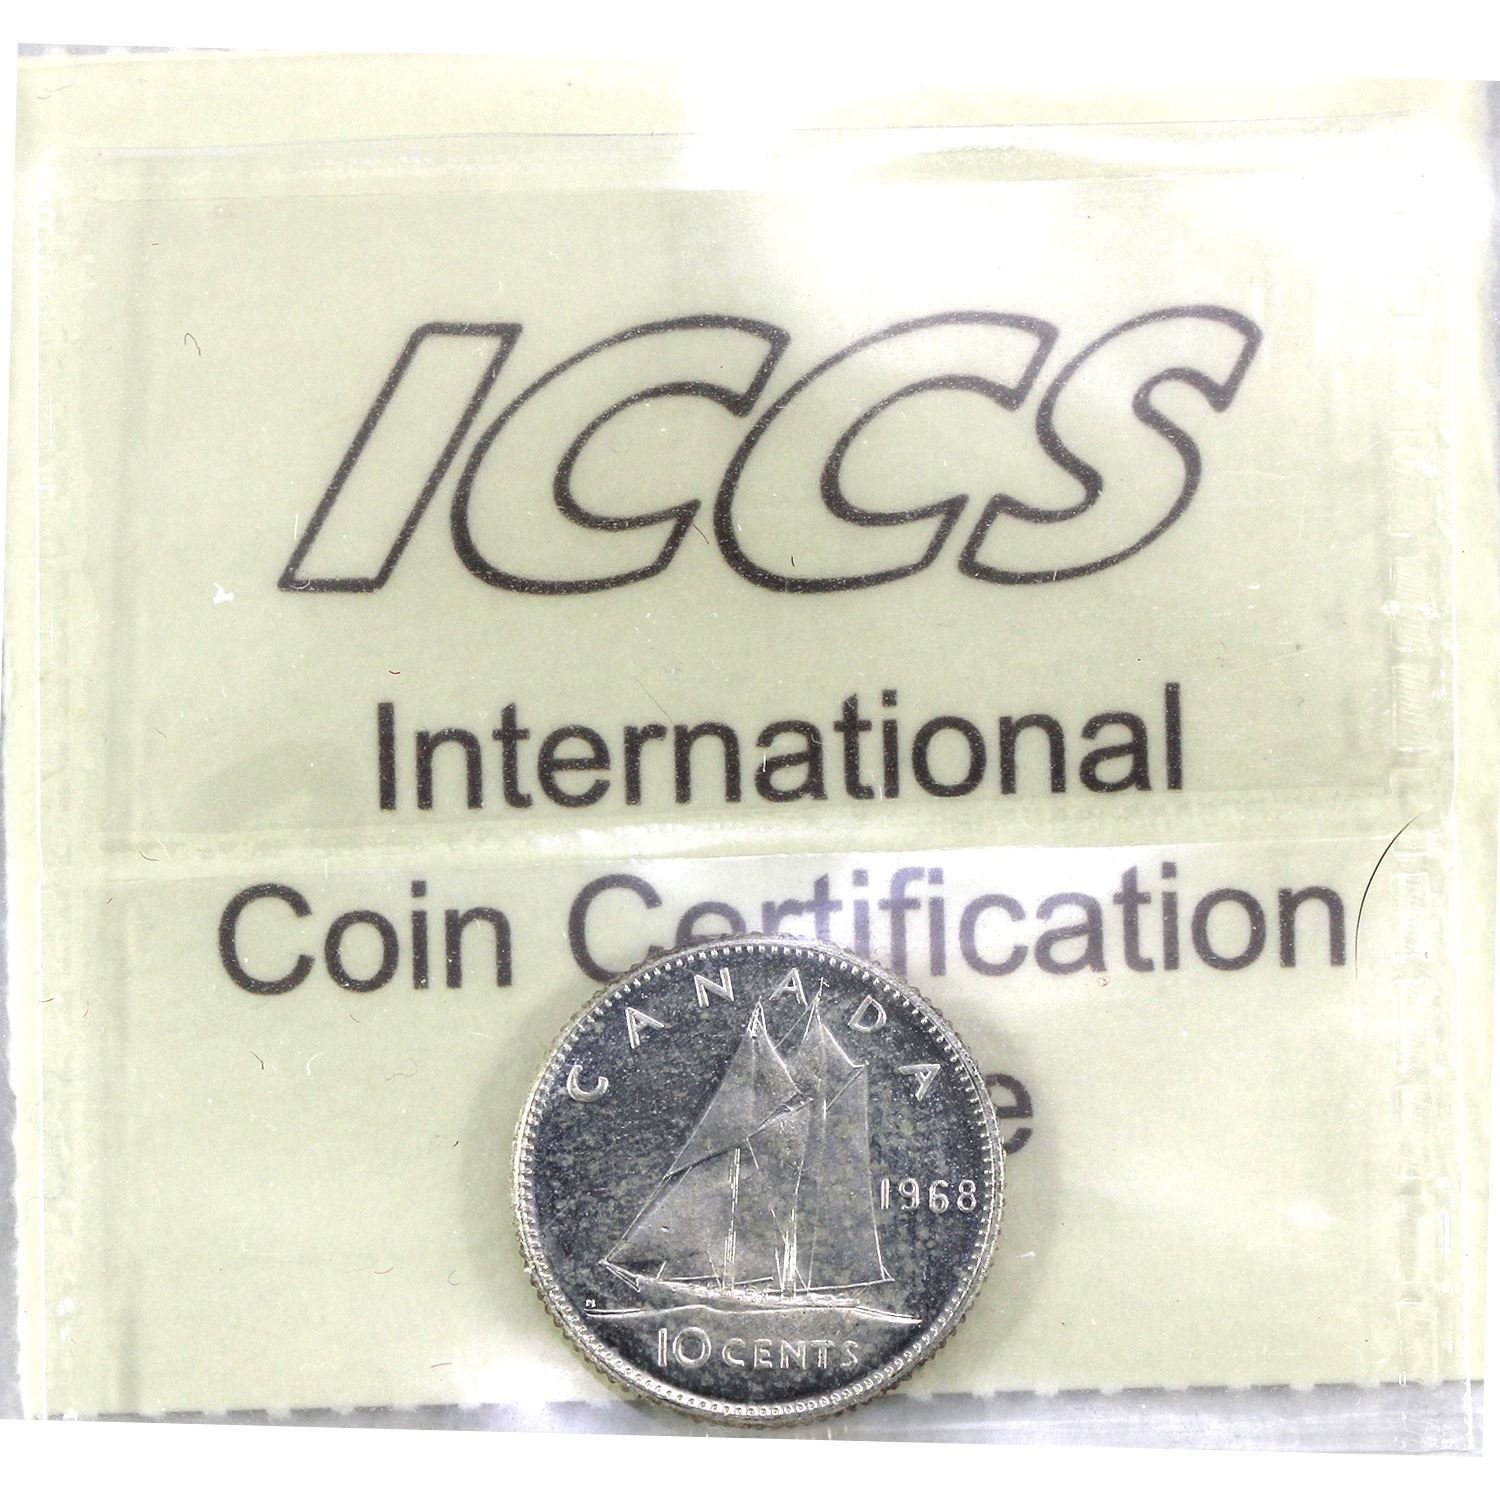 ICCS
International
Coin Certification
e
CANADA
1968
10 CENTS